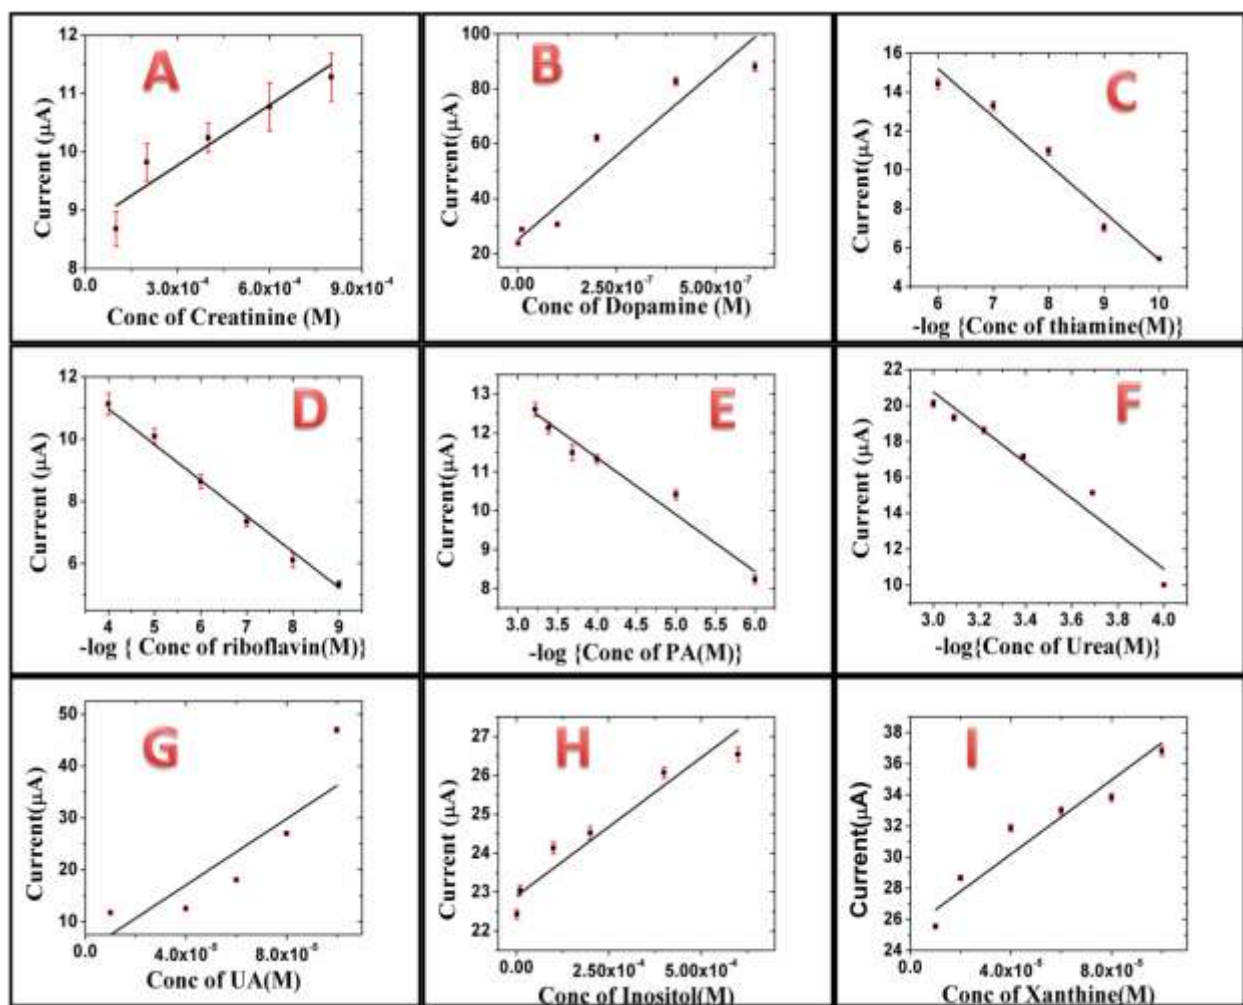 A
Current (μA)
12
11
10
9
8
0.0 3.0x10⁻⁴ 6.0x10⁻⁴ 9.0x10⁻⁴
Conc of Creatinine (M)
B
Current(μA)
100
80
60
40
20
0.00 2.50x10⁻⁷ 5.00x10⁻⁷
Conc of Dopamine (M)
C
Current(μA)
16
14
12
10
8
6
4
6 7 8 9 10
-log {Conc of thiamine(M)}
D
Current (μA)
12
10
8
6
4 5 6 7 8 9
-log { Conc of riboflavin(M)}
E
Current(μA)
13
12
11
10
9
8
3.0 3.5 4.0 4.5 5.0 5.5 6.0
-log {Conc of PA(M)}
F
Current (μA)
22
20
18
16
14
12
10
3.0 3.2 3.4 3.6 3.8 4.0
-log{Conc of Urea(M)}
G
Current(μA)
50
40
30
20
10
0.0 4.0x10⁻⁵ 8.0x10⁻⁵
Conc of UA(M)
H
Current(μA)
27
26
25
24
23
22
0.00 2.50x10⁻⁴ 5.00x10⁻⁴
Conc of Inositol(M)
I
Current(μA)
38
36
34
32
30
28
26
24
0.0 4.0x10⁻⁵ 8.0x10⁻⁵
Conc of Xanthine(M)